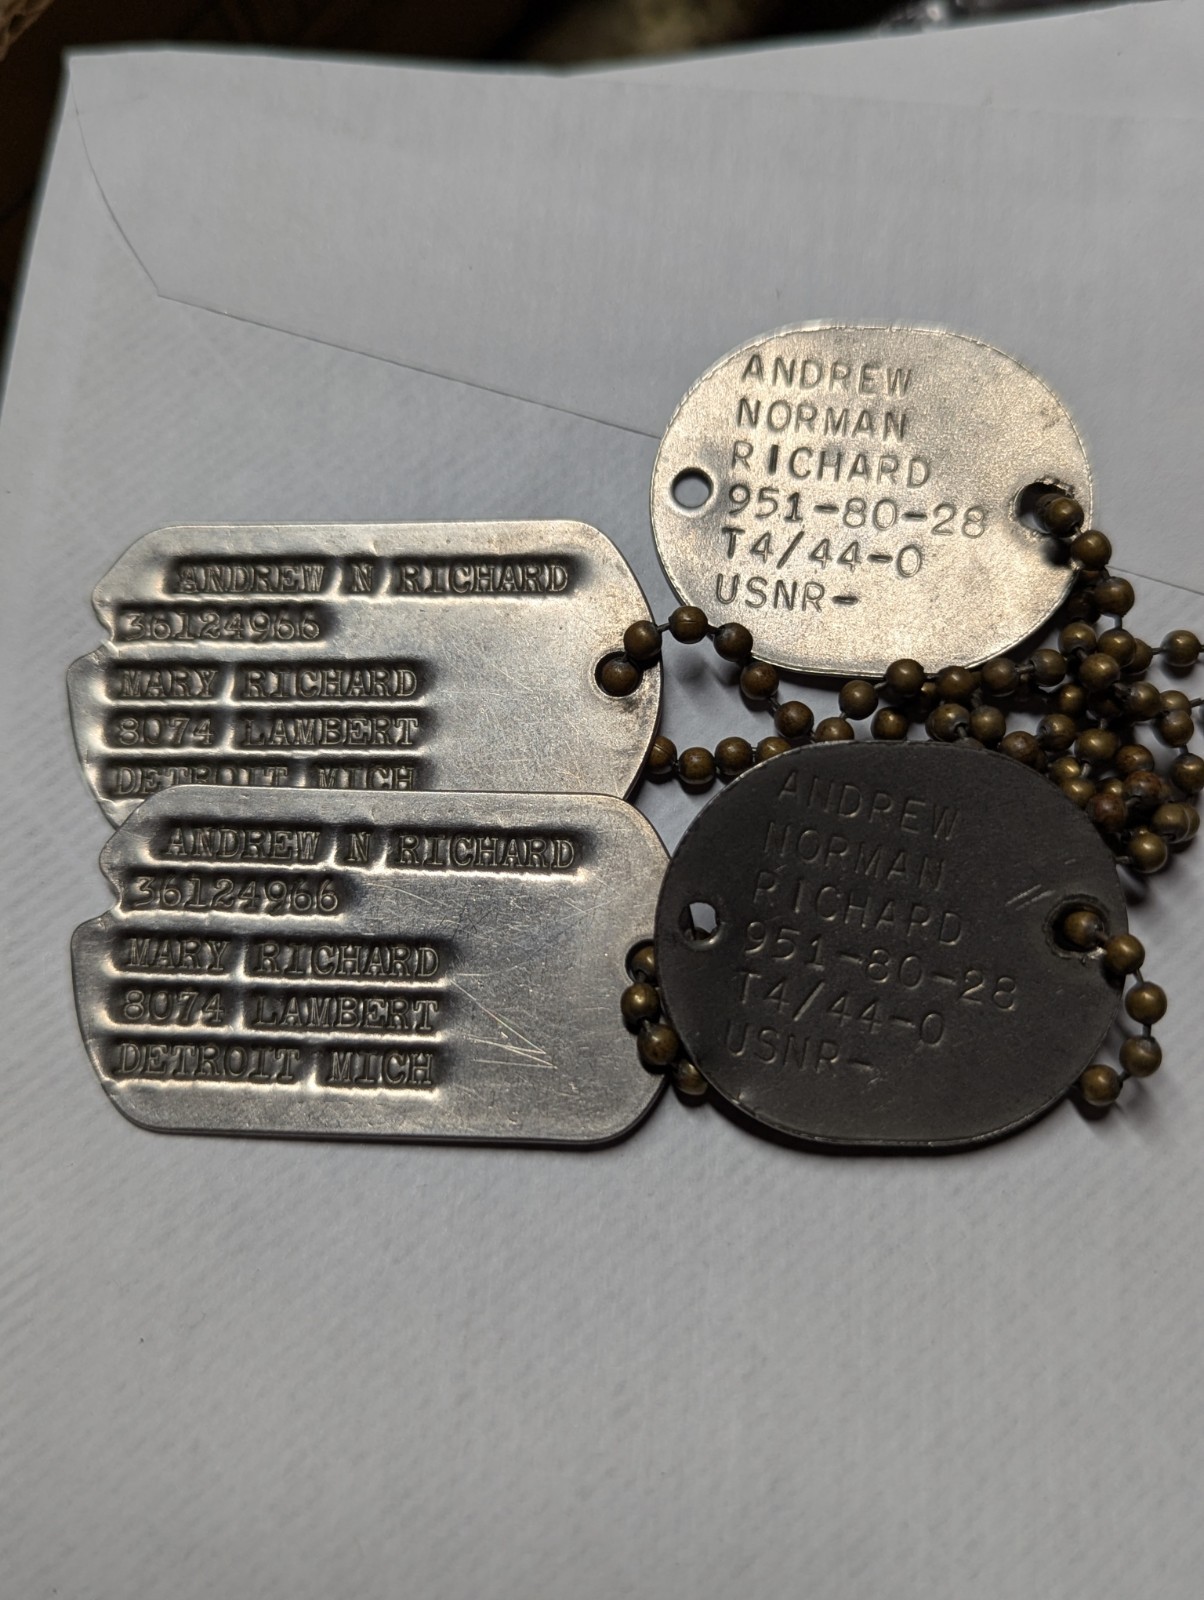 ANDREW
NORMAN
RICHARD
951-80-28
T4/44-O
USNR-
ANDREW N RICHARD
36124966
MARY RICHARD
8074 LAMBERT
DETROIT MICH
ANDREW N RICHARD
36124966
MARY RICHARD
8074 LAMBERT
DETROIT MICH
ANDREW
NORMAN
RICHARD
951-80-28
T4/44-O
USNR-